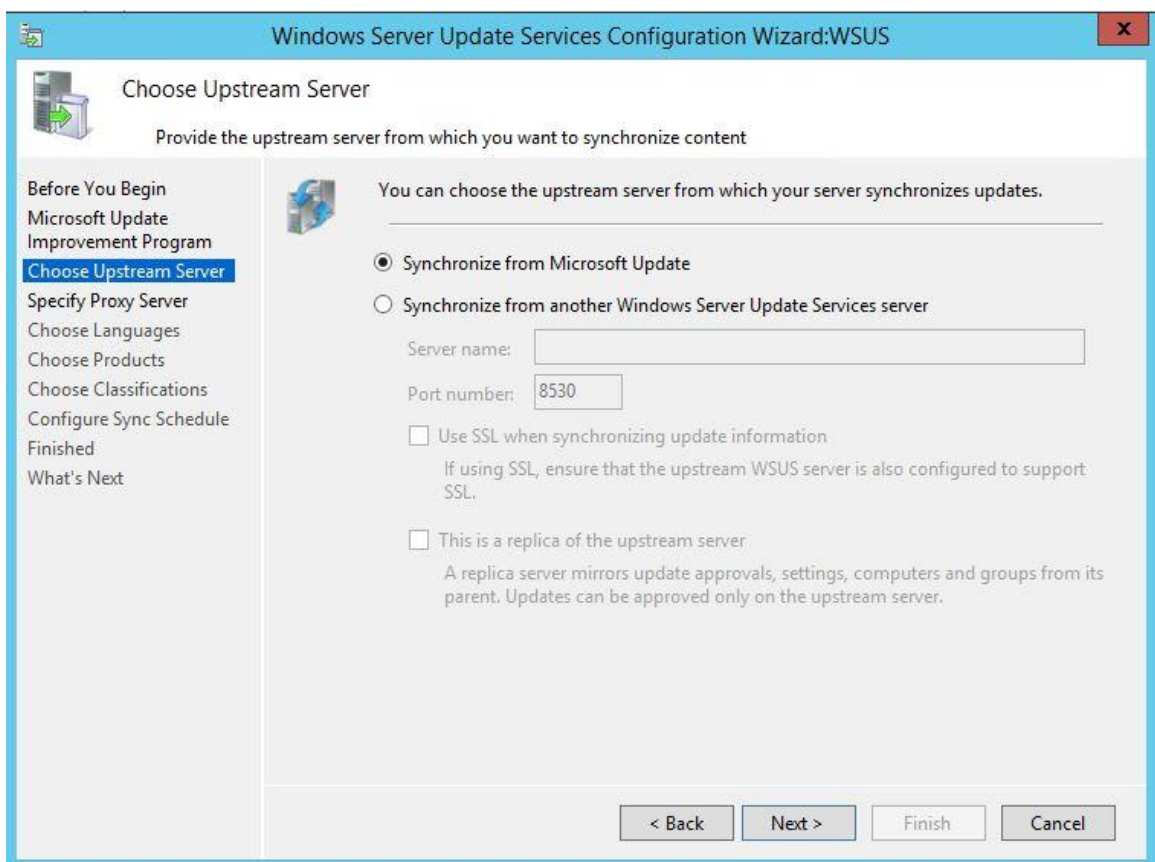 Windows Server Update Services Configuration Wizard:WSUS
x
Choose Upstream Server
Provide the upstream server from which you want to synchronize content
Before You Begin
Microsoft Update
Improvement Program
Choose Upstream Server
Specify Proxy Server
Choose Languages
Choose Products
Choose Classifications
Configure Sync Schedule
Finished
What's Next
You can choose the upstream server from which your server synchronizes updates.
Synchronize from Microsoft Update
Synchronize from another Windows Server Update Services server
Server name:
Port number: 8530
Use SSL when synchronizing update information
If using SSL, ensure that the upstream WSUS server is also configured to support
SSL.
This is a replica of the upstream server
A replica server mirrors update approvals, settings, computers and groups from its
parent. Updates can be approved only on the upstream server.
< Back Next > Finish Cancel